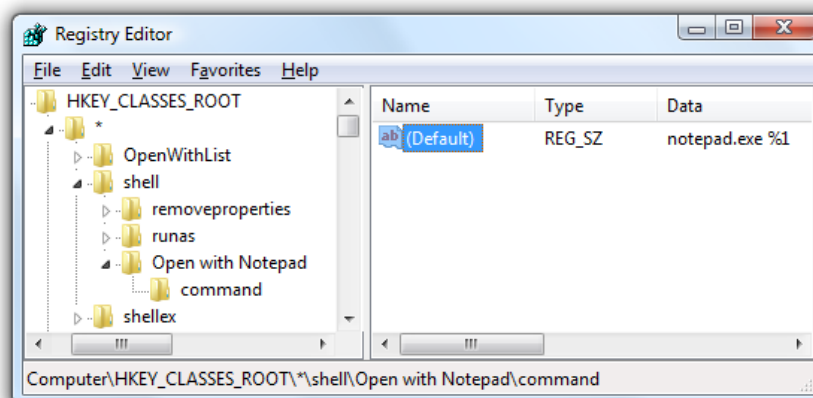 Registry Editor
File Edit View Favorites Help
HKEY_CLASSES_ROOT
*
OpenWithList
shell
removeproperties
runas
Open with Notepad
command
shellex
Name Type Data
ab (Default) REG_SZ notepad.exe %1
Computer\HKEY_CLASSES_ROOT\*\shell\Open with Notepad\command